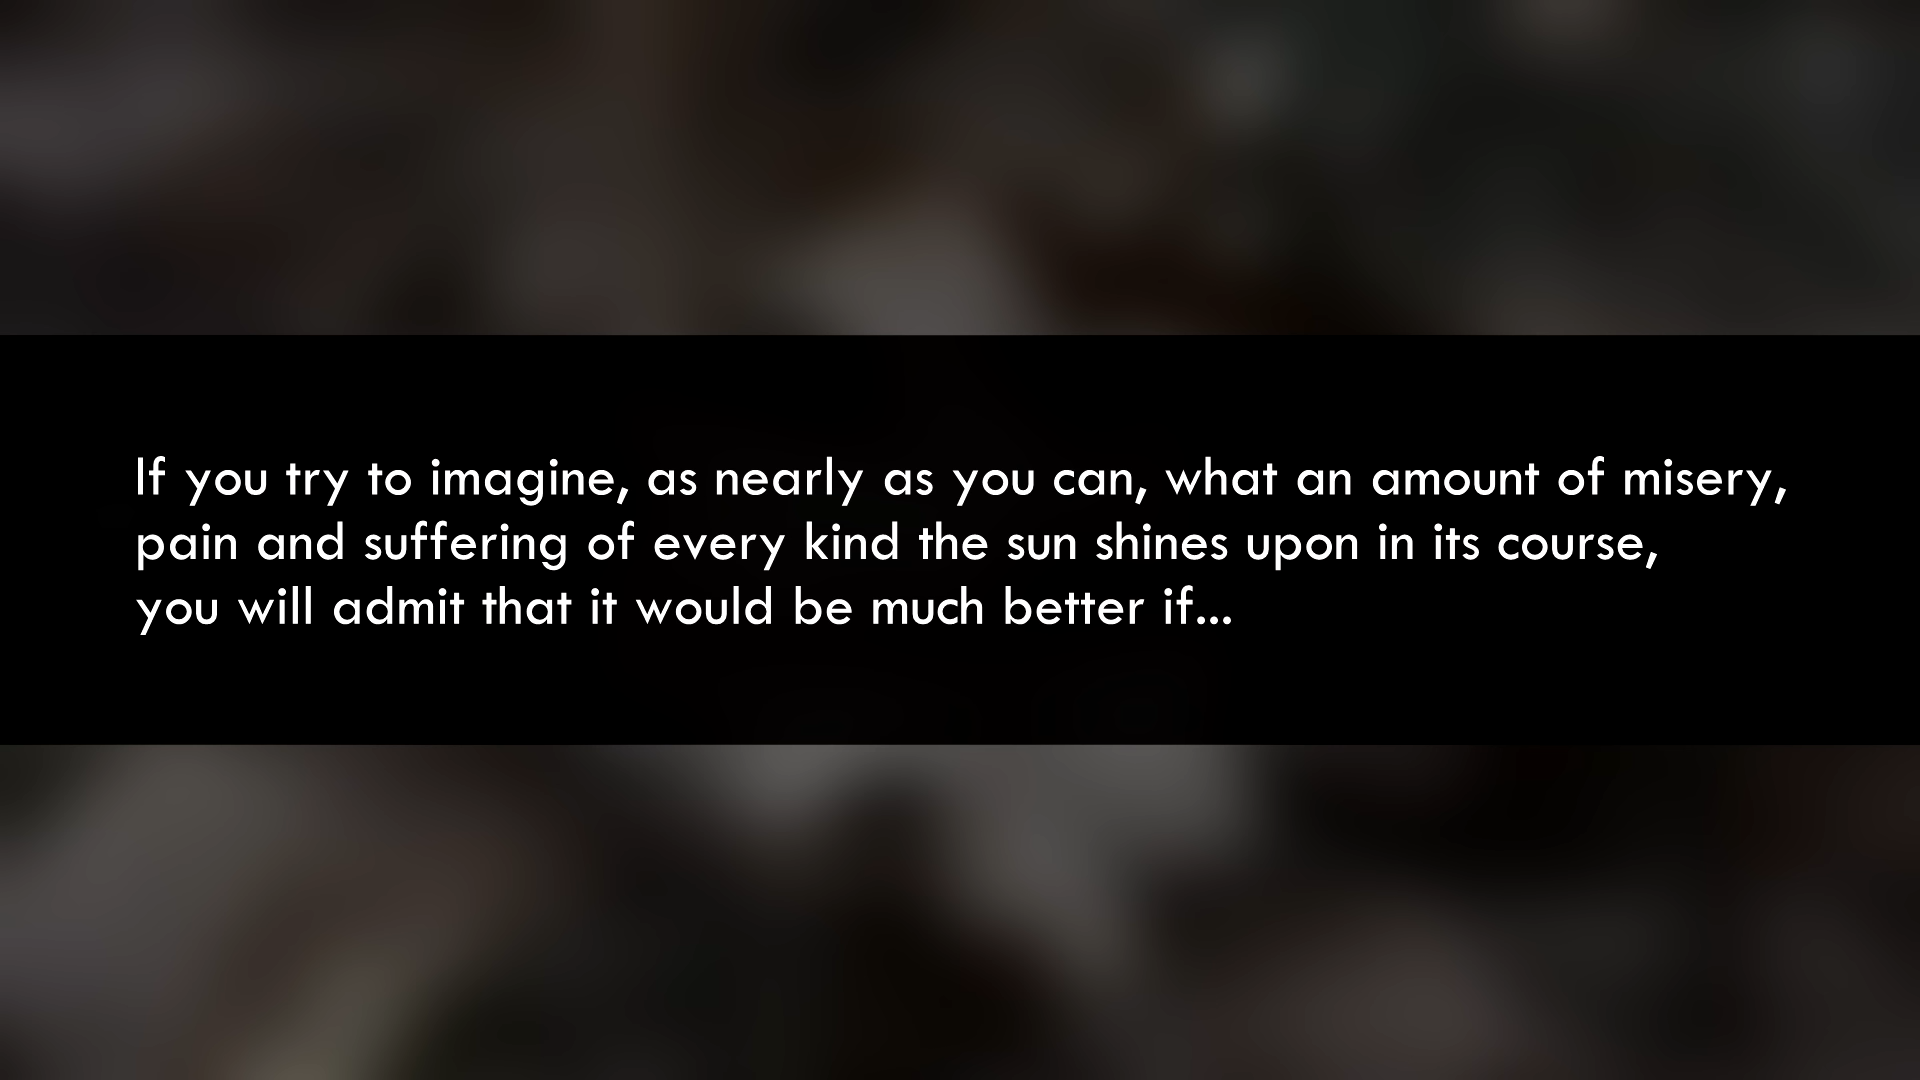 If you try to imagine, as nearly as you can, what an amount of misery,
pain and suffering of every kind the sun shines upon in its course,
you will admit that it would be much better if...